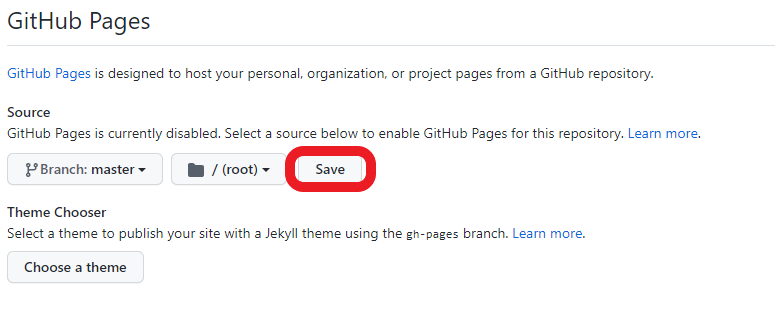 GitHub Pages
GitHub Pages is designed to host your personal, organization, or project pages from a GitHub repository.
Source
GitHub Pages is currently disabled. Select a source below to enable GitHub Pages for this repository. Learn more.
Branch: master / (root) Save
Theme Chooser
Select a theme to publish your site with a Jekyll theme using the gh-pages branch. Learn more.
Choose a theme